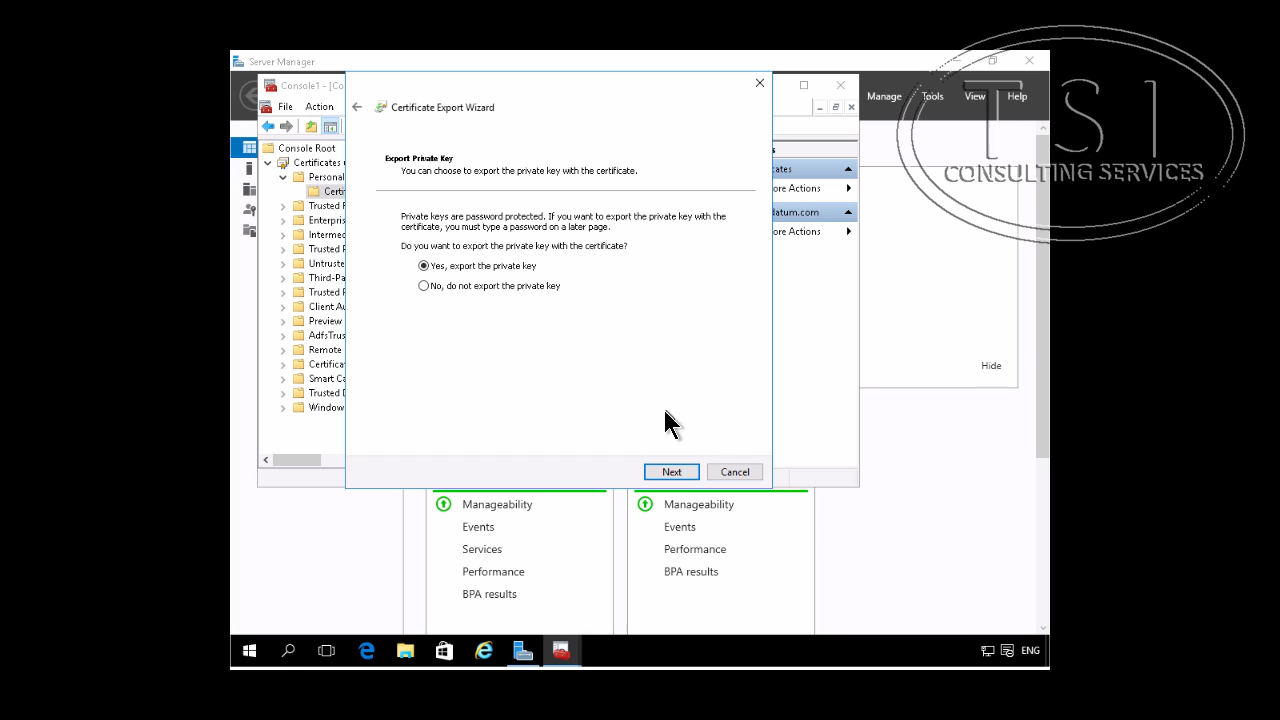 Server Manager
TSI
CONSULTING SERVICES
Console1 - [Co
File Action
Manage Tools View Help
Certificate Export Wizard
Export Private Key
You can choose to export the private key with the certificate.
Private keys are password protected. If you want to export the private key with the
certificate, you must type a password on a later page.
Do you want to export the private key with the certificate?
Yes, export the private key
No, do not export the private key
Next Cancel
Console Root
Certificates
Personal
Certi
Trusted R
Enterpris
Intermed
Trusted P
Untruste
Third-Pa
Trusted P
Client Au
Preview
AdfsTrus
Remote
Certifica
Smart Ca
Trusted D
Window
s
cates
ore Actions
datum.com
ore Actions
Hide
Manageability
Events
Services
Performance
BPA results
Manageability
Events
Performance
BPA results
ENG